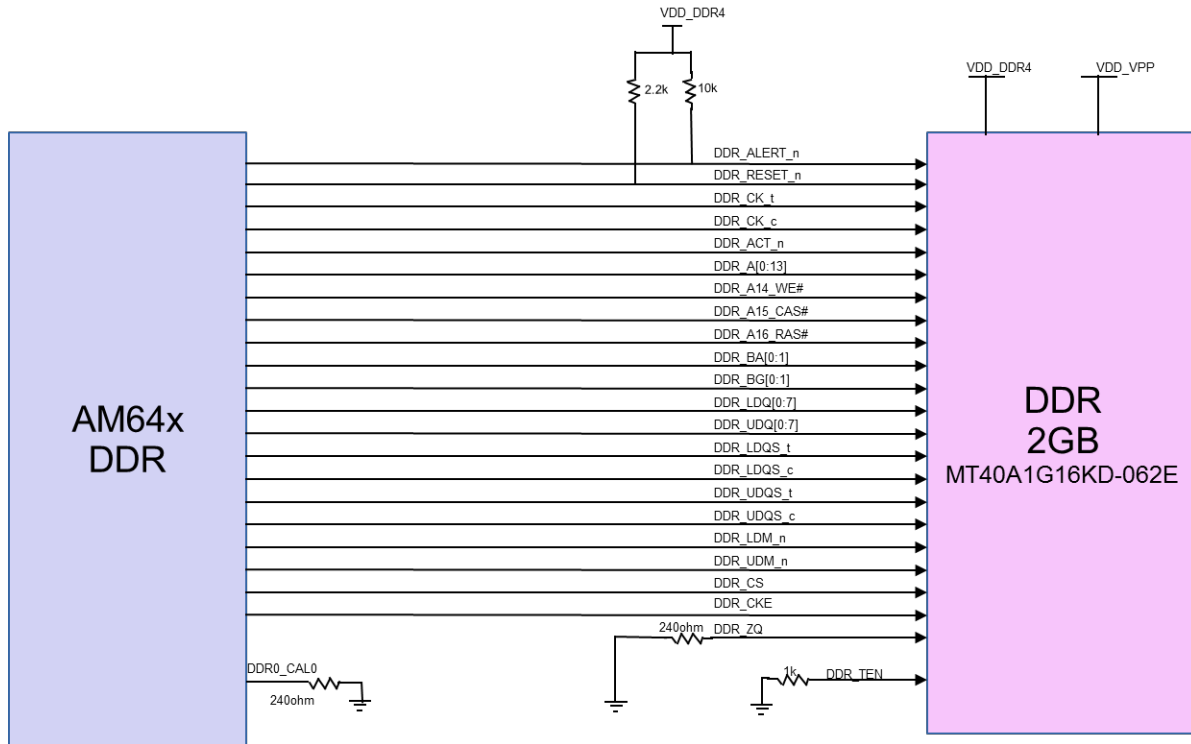 VDD_DDR4
2.2k
10k
VDD_DDR4
VDD_VPP
DDR_ALERT_n
DDR_RESET_n
DDR_CK_t
DDR_CK_c
DDR_ACT_n
DDR_A[0:13]
DDR_A14_WE#
DDR_A15_CAS#
DDR_A16_RAS#
DDR_BA[0:1]
DDR_BG[0:1]
DDR_LDQ[0:7]
DDR_UDQ[0:7]
DDR_LDQS_t
DDR_LDQS_c
DDR_UDQS_t
DDR_UDQS_c
DDR_LDM_n
DDR_UDM_n
DDR_CS
DDR_CKE
240ohm
DDR_ZQ
1k
DDR_TEN
DDR0_CAL0
240ohm
AM64x
DDR
DDR
2GB
MT40A1G16KD-062E